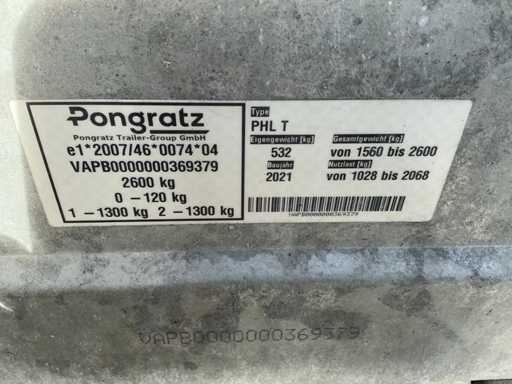 Pongratz
Pongratz Trailer-Group GmbH
e1*2007/46*0074*04
VAPB0000000369379
2600 kg
0 – 120 kg
1 – 1300 kg 2 – 1300 kg
Type
PHL T
Eigengewicht [kg] Gesamtgewicht [kg]
532 von 1560 bis 2600
Baujahr Nutzlast [kg]
2021 von 1028 bis 2068
VAPB0000000369379
VAPB0000000369379